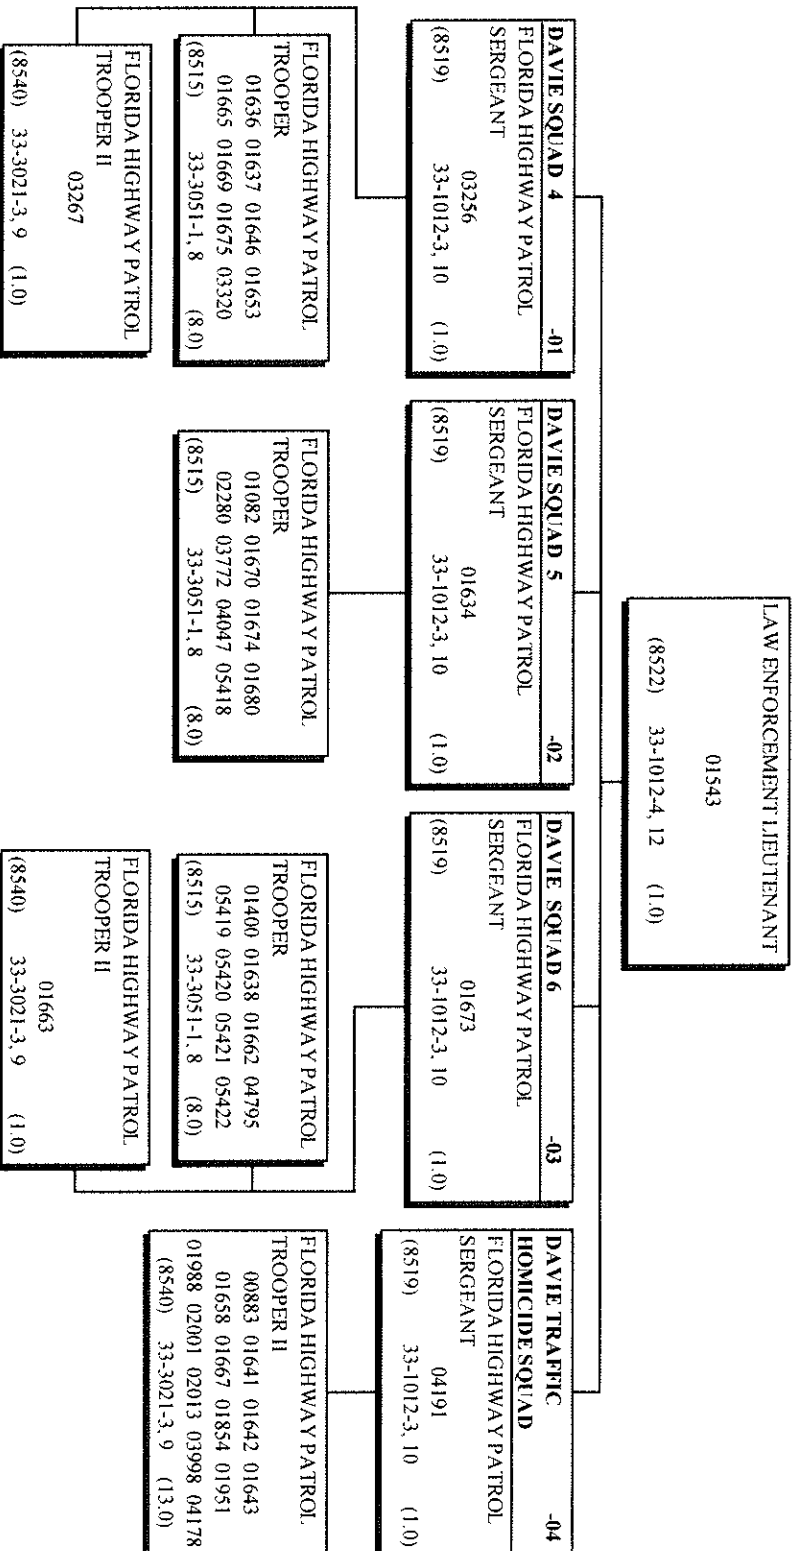 LAW ENFORCEMENT LIEUTENANT
01543
(8522) 33-1012-4, 12 (1.0)
DAVIE SQUAD 4 -01
FLORIDA HIGHWAY PATROL
SERGEANT
03256
(8519) 33-1012-3, 10 (1.0)
FLORIDA HIGHWAY PATROL
TROOPER
01636 01637 01646 01653
01665 01669 01675 03320
(8515) 33-3051-1, 8 (8.0)
FLORIDA HIGHWAY PATROL
TROOPER II
03267
(8540) 33-3021-3, 9 (1.0)
DAVIE SQUAD 5 -02
FLORIDA HIGHWAY PATROL
SERGEANT
01634
(8519) 33-1012-3, 10 (1.0)
FLORIDA HIGHWAY PATROL
TROOPER
01082 01670 01674 01680
02280 03772 04047 05418
(8515) 33-3051-1, 8 (8.0)
DAVIE SQUAD 6 -03
FLORIDA HIGHWAY PATROL
SERGEANT
01673
(8519) 33-1012-3, 10 (1.0)
FLORIDA HIGHWAY PATROL
TROOPER
01400 01638 01662 04795
05419 05420 05421 05422
(8515) 33-3051-1, 8 (8.0)
FLORIDA HIGHWAY PATROL
TROOPER II
01663
(8540) 33-3021-3, 9 (1.0)
DAVIE TRAFFIC
HOMICIDE SQUAD -04
FLORIDA HIGHWAY PATROL
SERGEANT
04191
(8519) 33-1012-3, 10 (1.0)
FLORIDA HIGHWAY PATROL
TROOPER II
00883 01641 01642 01643
01658 01667 01854 01951
01988 02001 02013 03998 04178
(8540) 33-3021-3, 9 (13.0)